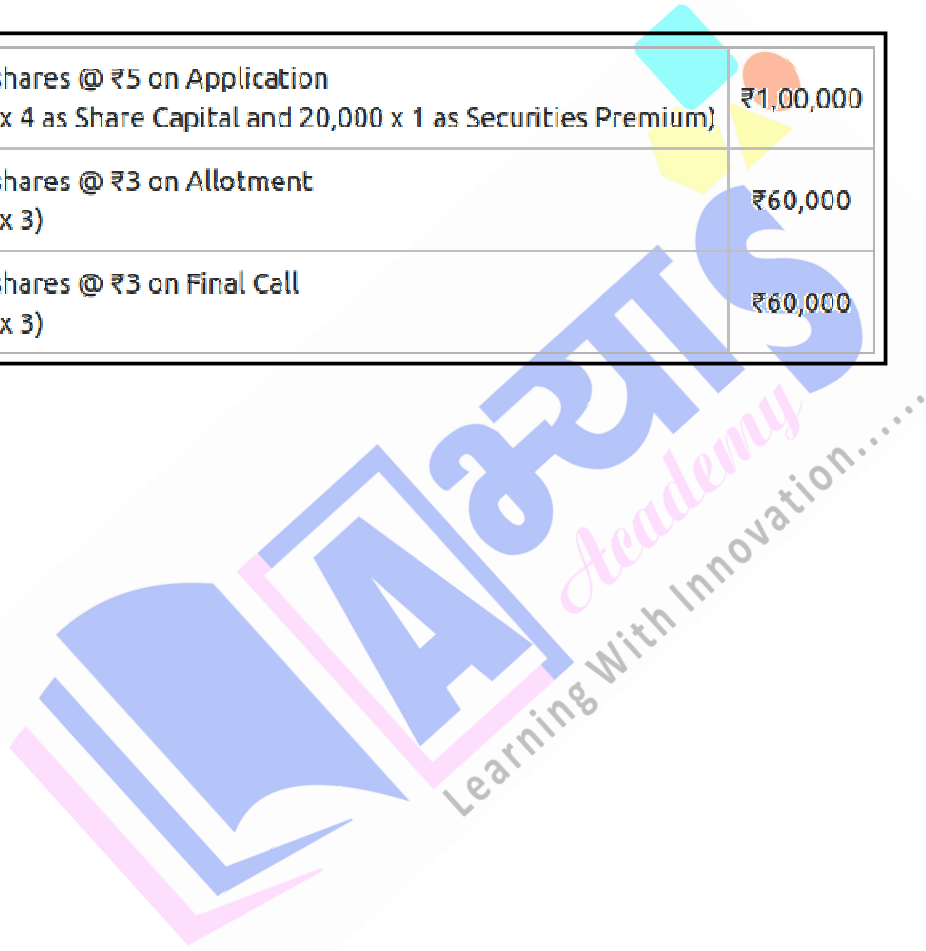 shares @ ₹5 on Application
x 4 as Share Capital and 20,000 x 1 as Securities Premium)
₹1,00,000
shares @ ₹3 on Allotment
x 3)
₹60,000
shares @ ₹3 on Final Call
x 3)
₹60,000
Aभ्यास
Academy
Learning With Innovation......